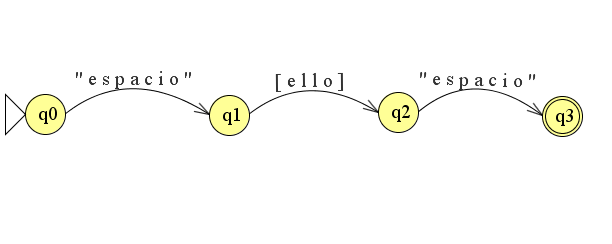 "espacio" [ello] "espacio"
q0 q1 q2 q3